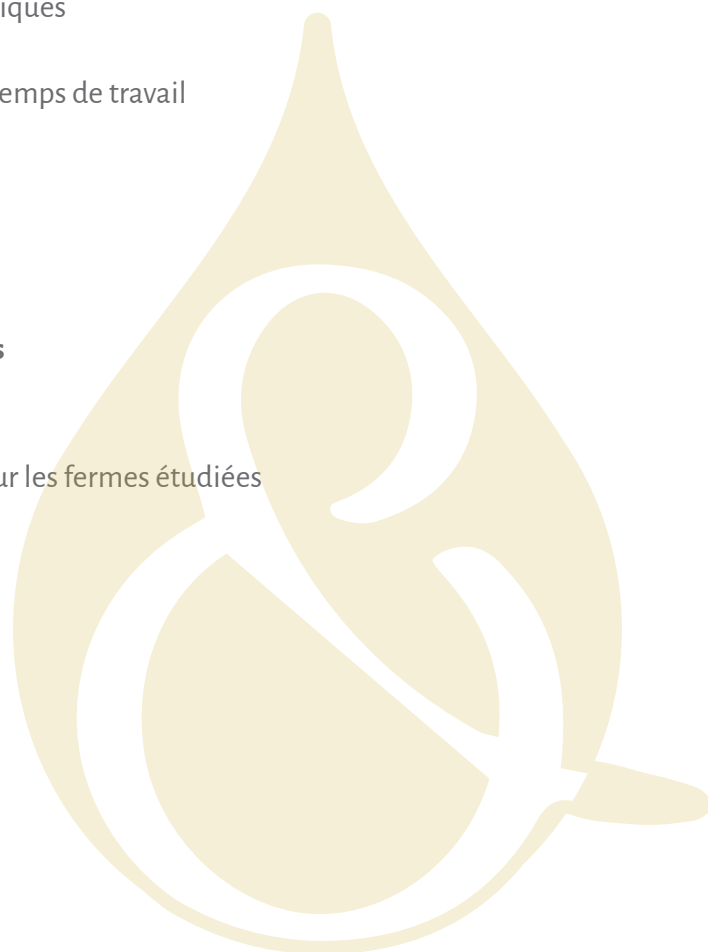 iques
emps de travail
s
ur les fermes étudiées
&